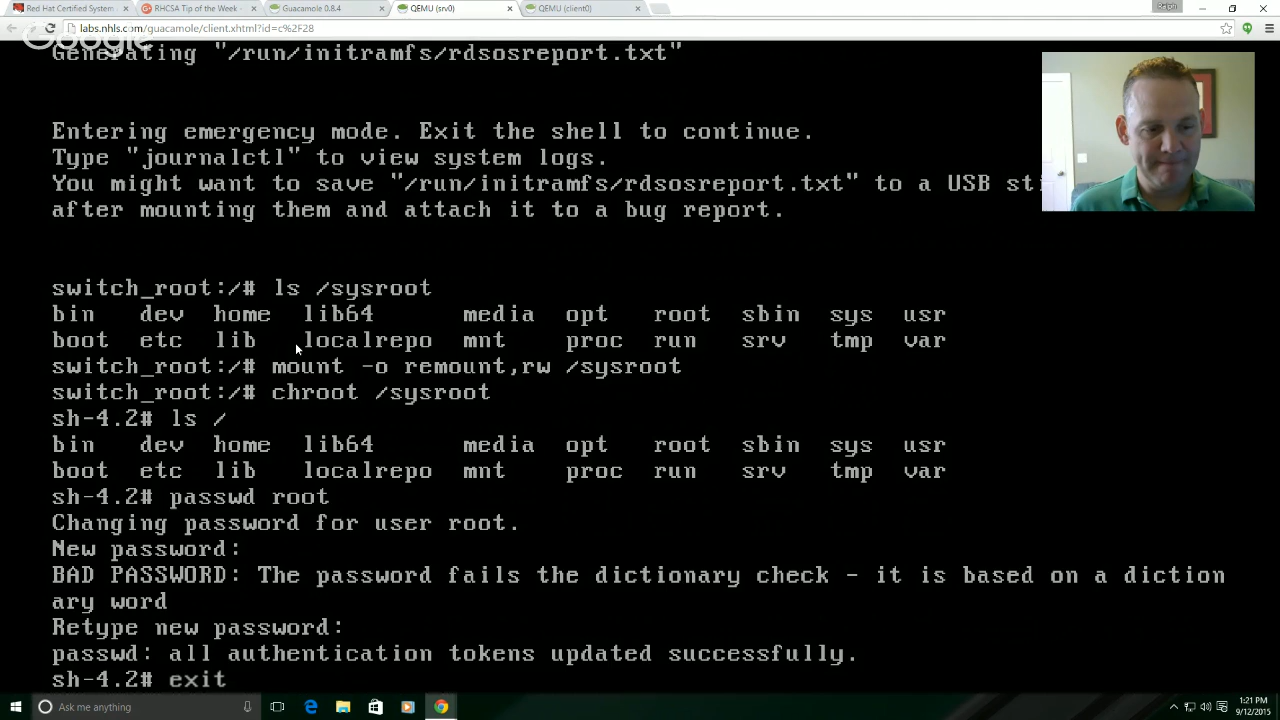 Red Hat Certified System
RHCSA Tip of the Week -
Guacamole 0.8.4
QEMU (srv0)
QEMU (client0)
Ralph
labs.nhls.com/guacamole/client.xhtml?id=c%2F28
Google
Generating "/run/initramfs/rdsosreport.txt"
Entering emergency mode. Exit the shell to continue.
Type "journalctl" to view system logs.
You might want to save "/run/initramfs/rdsosreport.txt" to a USB sti
after mounting them and attach it to a bug report.
switch_root:/# ls /sysroot
bin dev home lib64 media opt root sbin sys usr
boot etc lib localrepo mnt proc run srv tmp var
switch_root:/# mount -o remount,rw /sysroot
switch_root:/# chroot /sysroot
sh-4.2# ls /
bin dev home lib64 media opt root sbin sys usr
boot etc lib localrepo mnt proc run srv tmp var
sh-4.2# passwd root
Changing password for user root.
New password:
BAD PASSWORD: The password fails the dictionary check - it is based on a diction
ary word
Retype new password:
passwd: all authentication tokens updated successfully.
sh-4.2# exit
Ask me anything
1:21 PM
9/12/2015